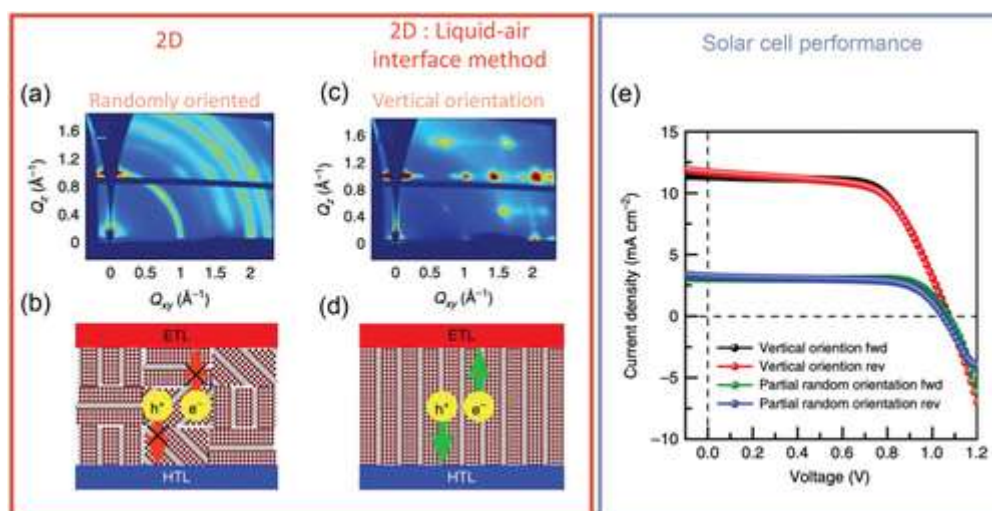 2D
2D : Liquid-air
interface method
Solar cell performance
(a)
Randomly oriented
(c)
Vertical orientation
(e)
1.6
1.2
0.8
0.4
0
Qz (Å⁻¹)
0 0.5 1 1.5 2
Qxy (Å⁻¹)
1.6
1.2
0.8
0.4
0
Qz (Å⁻¹)
0 0.5 1 1.5 2
Qxy (Å⁻¹)
(b)
ETL
h⁺ e⁻
HTL
(d)
ETL
h⁺ e⁻
HTL
Current density (mA cm⁻²)
15
10
5
0
−5
−10
Vertical oriention fwd
Vertical oriention rev
Partial random orientation fwd
Partial random orientation rev
0.0 0.2 0.4 0.6 0.8 1.0 1.2
Voltage (V)